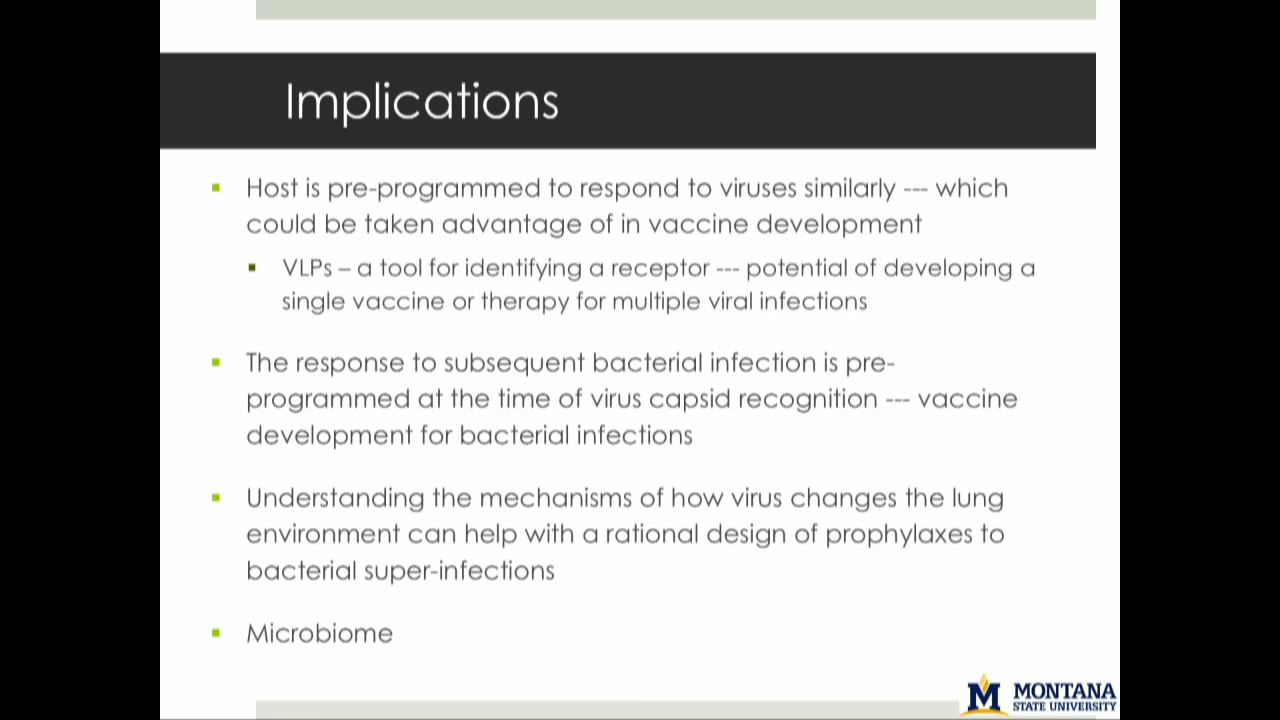 Implications
Host is pre-programmed to respond to viruses similarly --- which
could be taken advantage of in vaccine development
VLPs – a tool for identifying a receptor --- potential of developing a
single vaccine or therapy for multiple viral infections
The response to subsequent bacterial infection is pre-
programmed at the time of virus capsid recognition --- vaccine
development for bacterial infections
Understanding the mechanisms of how virus changes the lung
environment can help with a rational design of prophylaxes to
bacterial super-infections
Microbiome
M MONTANA
STATE UNIVERSITY